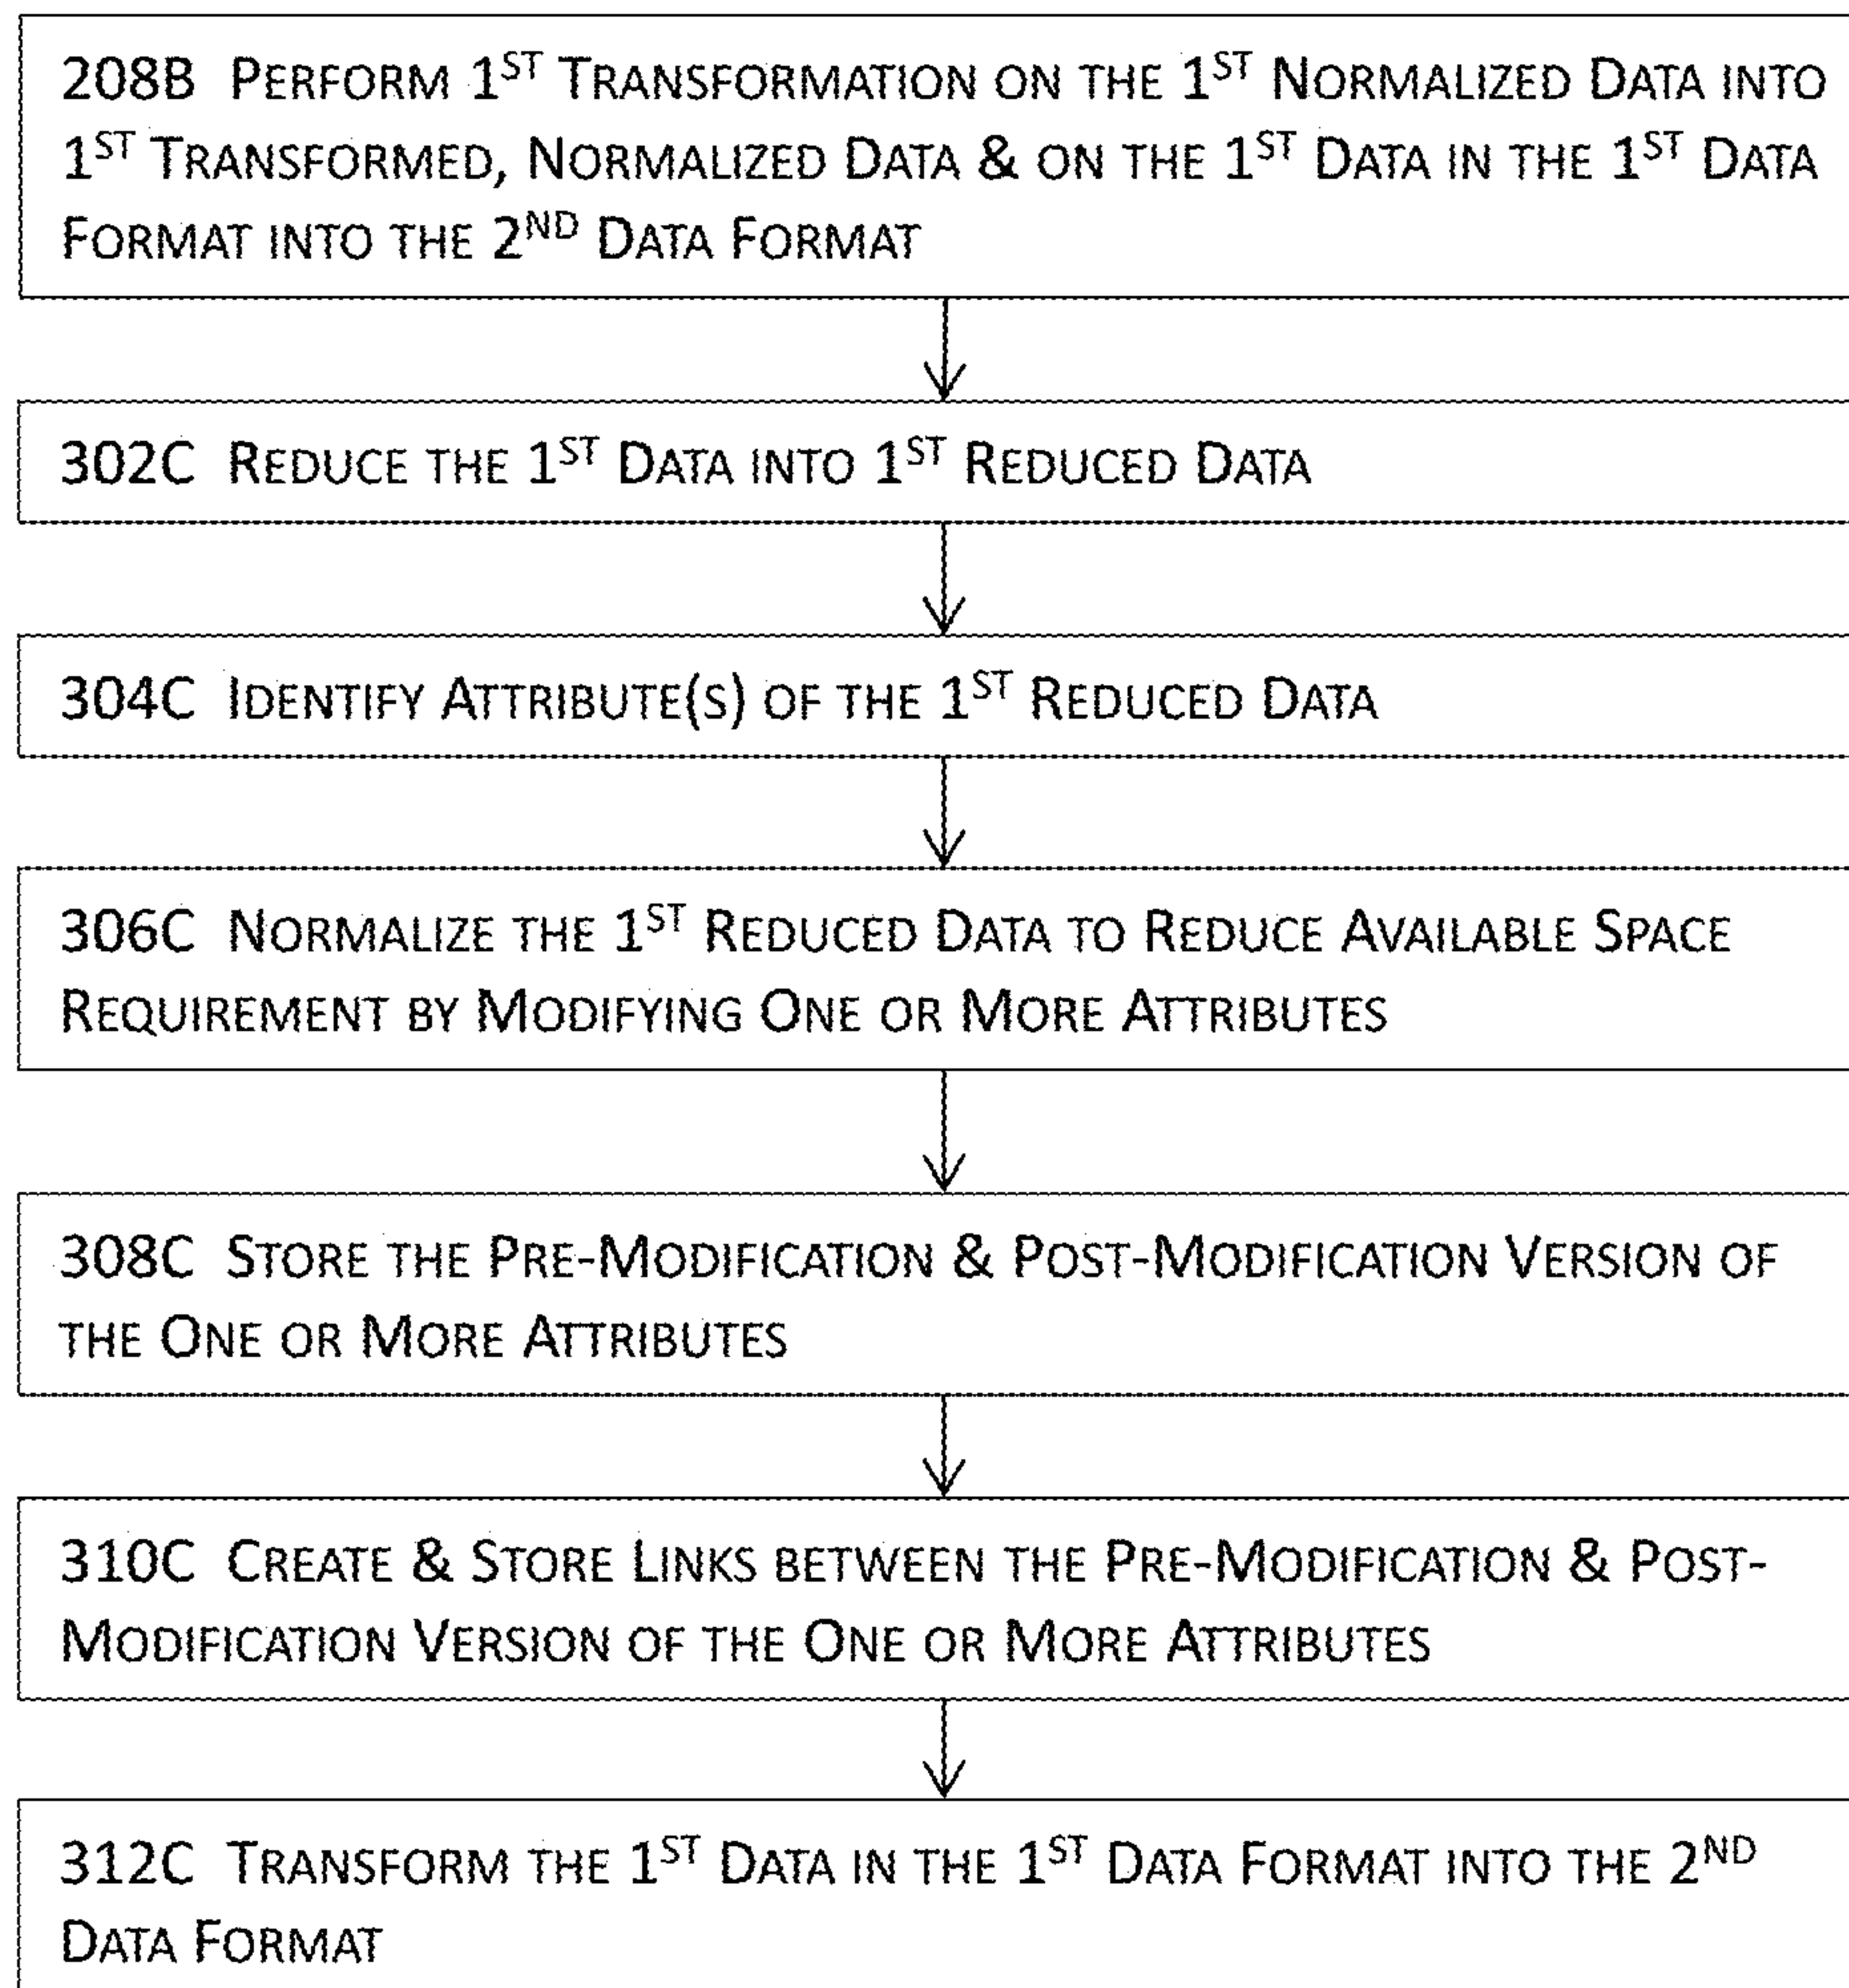 208B PERFORM 1ST TRANSFORMATION ON THE 1ST NORMALIZED DATA INTO
1ST TRANSFORMED, NORMALIZED DATA & ON THE 1ST DATA IN THE 1ST DATA
FORMAT INTO THE 2ND DATA FORMAT
302C REDUCE THE 1ST DATA INTO 1ST REDUCED DATA
304C IDENTIFY ATTRIBUTE(S) OF THE 1ST REDUCED DATA
306C NORMALIZE THE 1ST REDUCED DATA TO REDUCE AVAILABLE SPACE
REQUIREMENT BY MODIFYING ONE OR MORE ATTRIBUTES
308C STORE THE PRE-MODIFICATION & POST-MODIFICATION VERSION OF
THE ONE OR MORE ATTRIBUTES
310C CREATE & STORE LINKS BETWEEN THE PRE-MODIFICATION & POST-
MODIFICATION VERSION OF THE ONE OR MORE ATTRIBUTES
312C TRANSFORM THE 1ST DATA IN THE 1ST DATA FORMAT INTO THE 2ND
DATA FORMAT